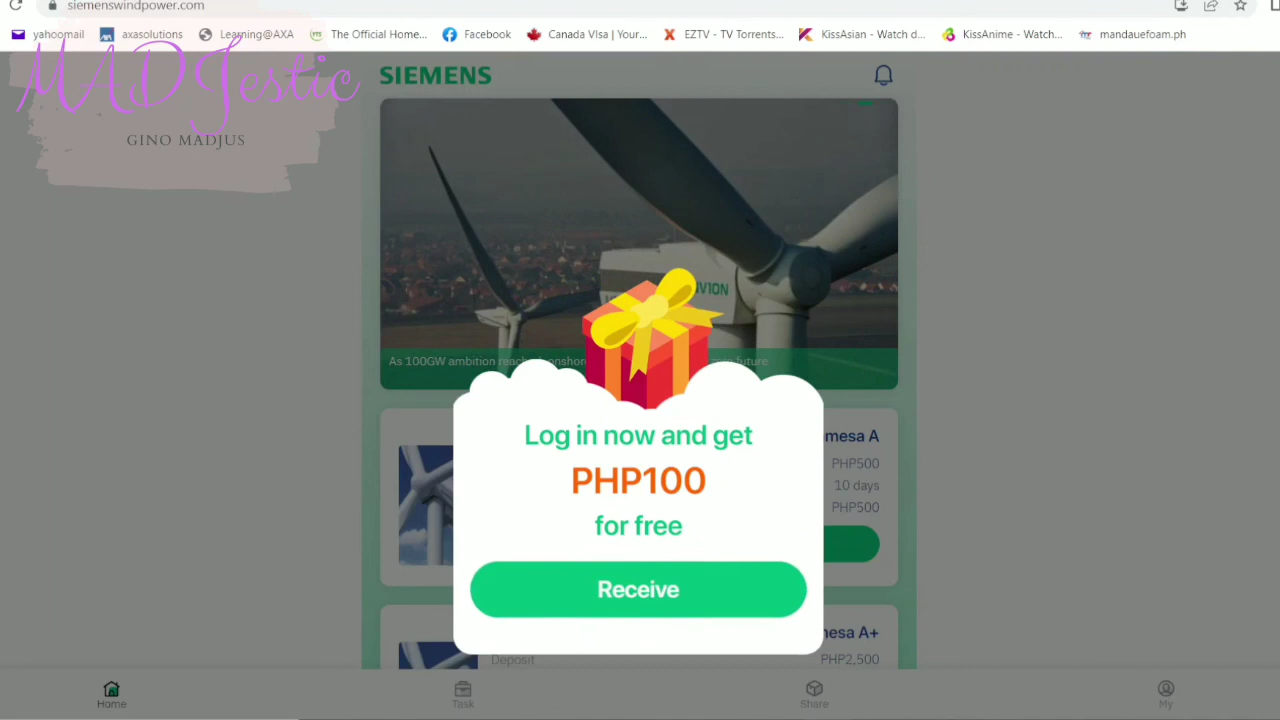 siemenswindpower.com
yahoomail
axasolutions
Learning@AXA
The Official Home...
Facebook
Canada VIsa | Your...
EZTV - TV Torrents...
KissAsian - Watch d...
KissAnime - Watch...
mandauefoam.ph
MADJestic
GINO MADJUS
SIEMENS
VION
As 100GW ambition
future
Log in now and get
PHP100
for free
Receive
mesa A
PHP500
10 days
PHP500
mesa A+
Deposit
PHP2,500
Home
Task
Share
My